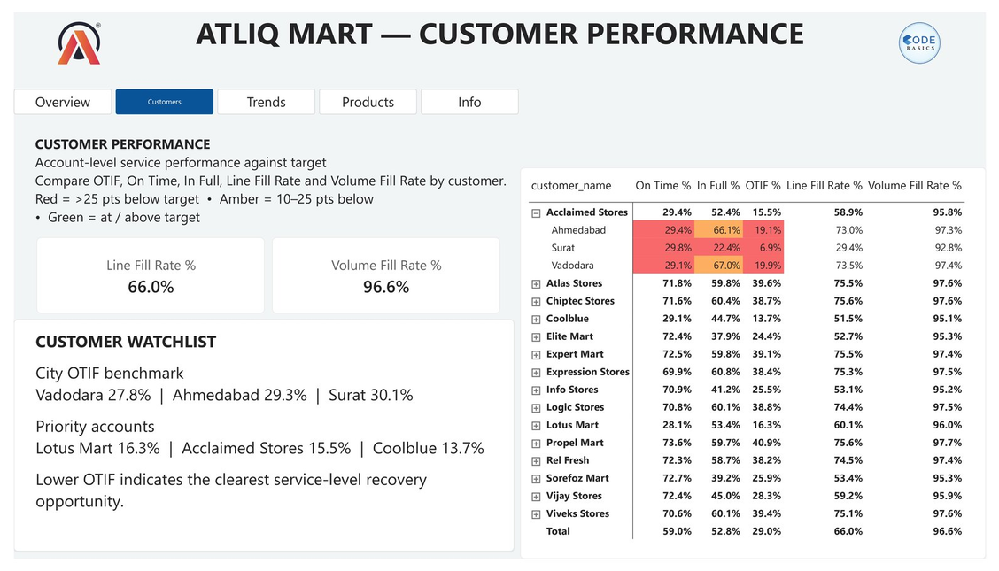 ATLIQ MART — CUSTOMER PERFORMANCE
®
CODE
BASICS
Overview
Customers
Trends
Products
Info
CUSTOMER PERFORMANCE
Account-level service performance against target
Compare OTIF, On Time, In Full, Line Fill Rate and Volume Fill Rate by customer.
Red = >25 pts below target • Amber = 10–25 pts below
• Green = at / above target
Line Fill Rate %
66.0%
Volume Fill Rate %
96.6%
CUSTOMER WATCHLIST
City OTIF benchmark
Vadodara 27.8% | Ahmedabad 29.3% | Surat 30.1%
Priority accounts
Lotus Mart 16.3% | Acclaimed Stores 15.5% | Coolblue 13.7%
Lower OTIF indicates the clearest service-level recovery
opportunity.
customer_name On Time % In Full % OTIF % Line Fill Rate % Volume Fill Rate %
Acclaimed Stores 29.4% 52.4% 15.5% 58.9% 95.8%
Ahmedabad 29.4% 66.1% 19.1% 73.0% 97.3%
Surat 29.8% 22.4% 6.9% 29.4% 92.8%
Vadodara 29.1% 67.0% 19.9% 73.5% 97.4%
Atlas Stores 71.8% 59.8% 39.6% 75.5% 97.6%
Chiptec Stores 71.6% 60.4% 38.7% 75.6% 97.6%
Coolblue 29.1% 44.7% 13.7% 51.5% 95.1%
Elite Mart 72.4% 37.9% 24.4% 52.7% 95.3%
Expert Mart 72.5% 59.8% 39.1% 75.5% 97.4%
Expression Stores 69.9% 60.8% 38.4% 75.3% 97.5%
Info Stores 70.9% 41.2% 25.5% 53.1% 95.2%
Logic Stores 70.8% 60.1% 38.8% 74.4% 97.5%
Lotus Mart 28.1% 53.4% 16.3% 60.1% 96.0%
Propel Mart 73.6% 59.7% 40.9% 75.6% 97.7%
Rel Fresh 72.3% 58.7% 38.2% 74.5% 97.4%
Sorefoz Mart 72.7% 39.2% 25.9% 53.4% 95.3%
Vijay Stores 72.4% 45.0% 28.3% 59.2% 95.9%
Viveks Stores 70.6% 60.1% 39.4% 75.1% 97.6%
Total 59.0% 52.8% 29.0% 66.0% 96.6%